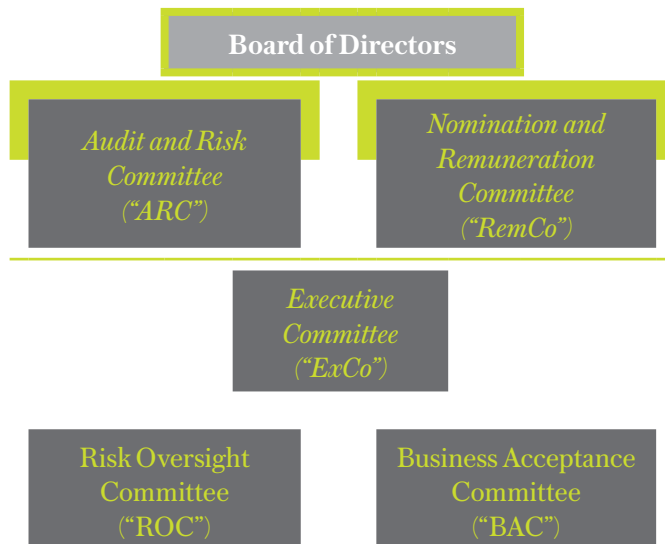 Board of Directors
Audit and Risk
Committee
(“ARC”)
Nomination and
Remuneration
Committee
(“RemCo”)
Executive
Committee
(“ExCo”)
Risk Oversight
Committee
(“ROC”)
Business Acceptance
Committee
(“BAC”)